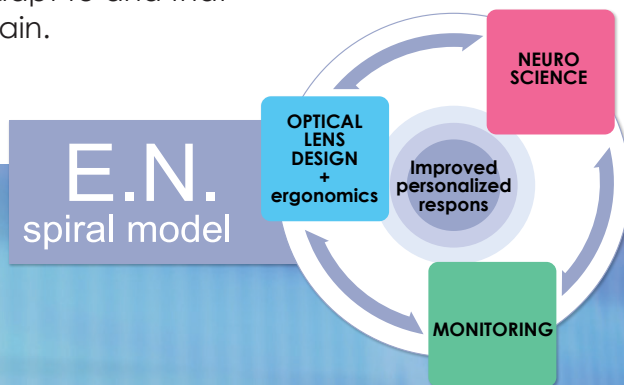 ain.
NEURO
SCIENCE
OPTICAL
LENS
DESIGN
+
ergonomics
Improved
personalized
respons
E.N.
spiral model
MONITORING